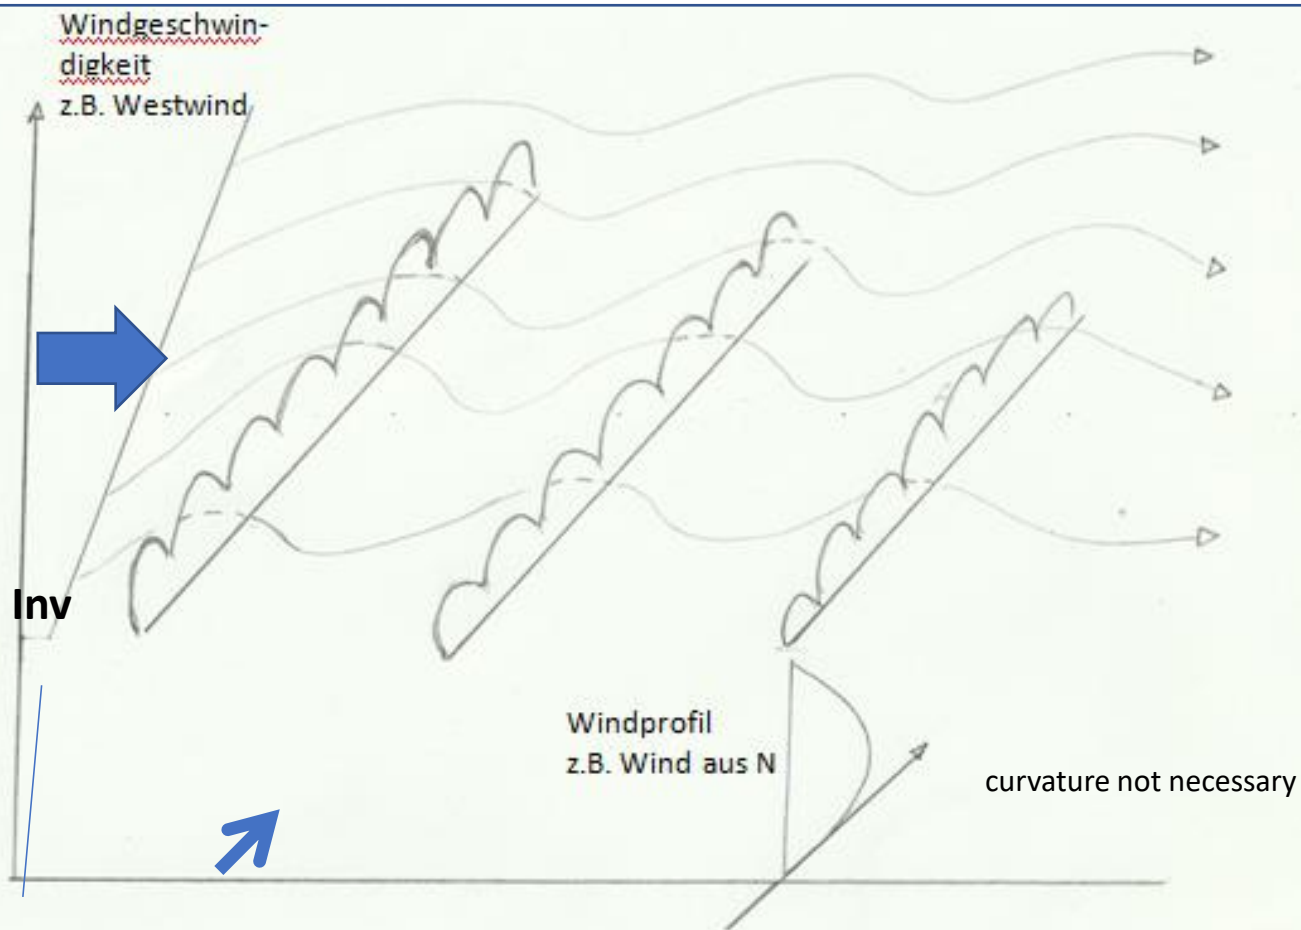 Windgeschwin-
digkeit
z.B. Westwind
Inv
Windprofil
z.B. Wind aus N
curvature not necessary